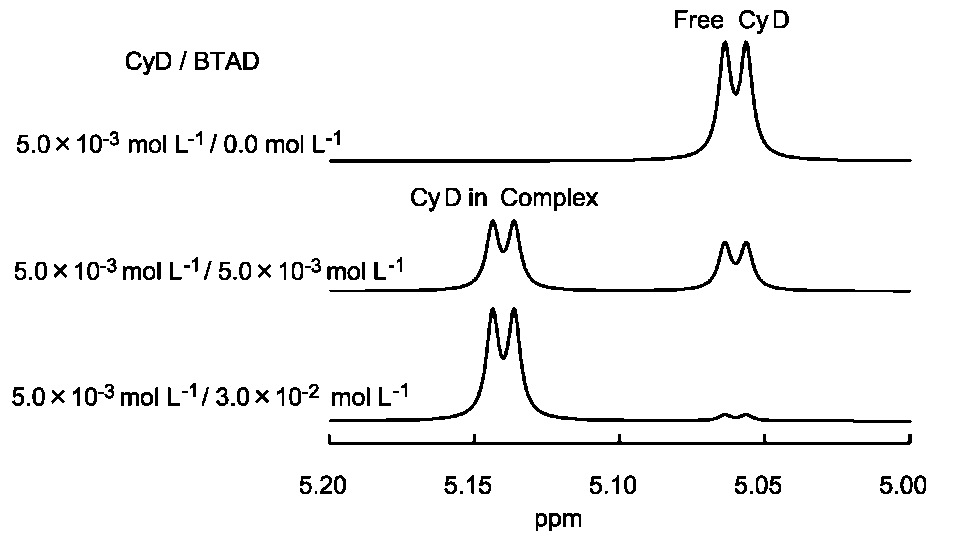 Free CyD
CyD / BTAD
5.0 × 10⁻³ mol L⁻¹ / 0.0 mol L⁻¹
CyD in Complex
5.0 × 10⁻³ mol L⁻¹ / 5.0 × 10⁻³ mol L⁻¹
5.0 × 10⁻³ mol L⁻¹ / 3.0 × 10⁻² mol L⁻¹
5.20 5.15 5.10 5.05 5.00
ppm